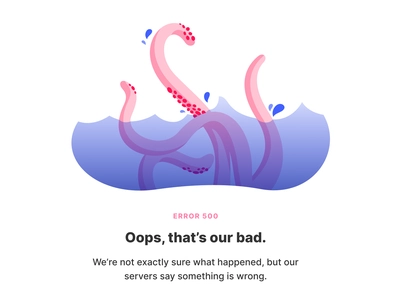 ERROR 500
Oops, that’s our bad.
We’re not exactly sure what happened, but our
servers say something is wrong.